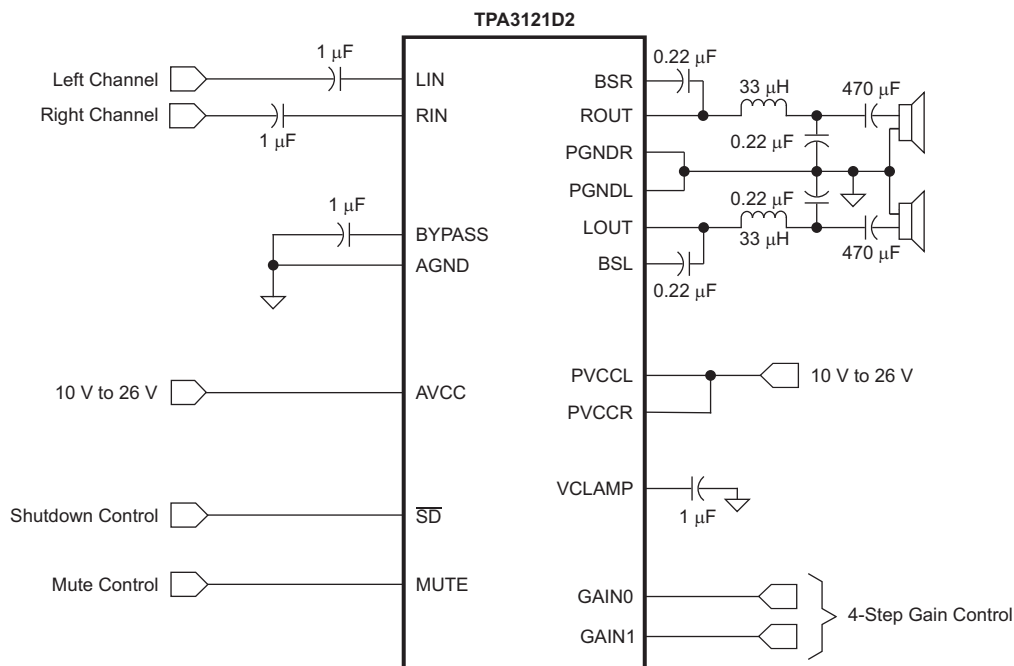 TPA3121D2
1 μF
Left Channel
LIN
Right Channel
RIN
1 μF
1 μF
BYPASS
AGND
10 V to 26 V
AVCC
Shutdown Control
SD
Mute Control
MUTE
0.22 μF
BSR
33 μH
470 μF
ROUT
0.22 μF
PGNDR
PGNDL
0.22 μF
LOUT
33 μH
470 μF
BSL
0.22 μF
PVCCL
10 V to 26 V
PVCCR
VCLAMP
1 μF
GAIN0
4-Step Gain Control
GAIN1